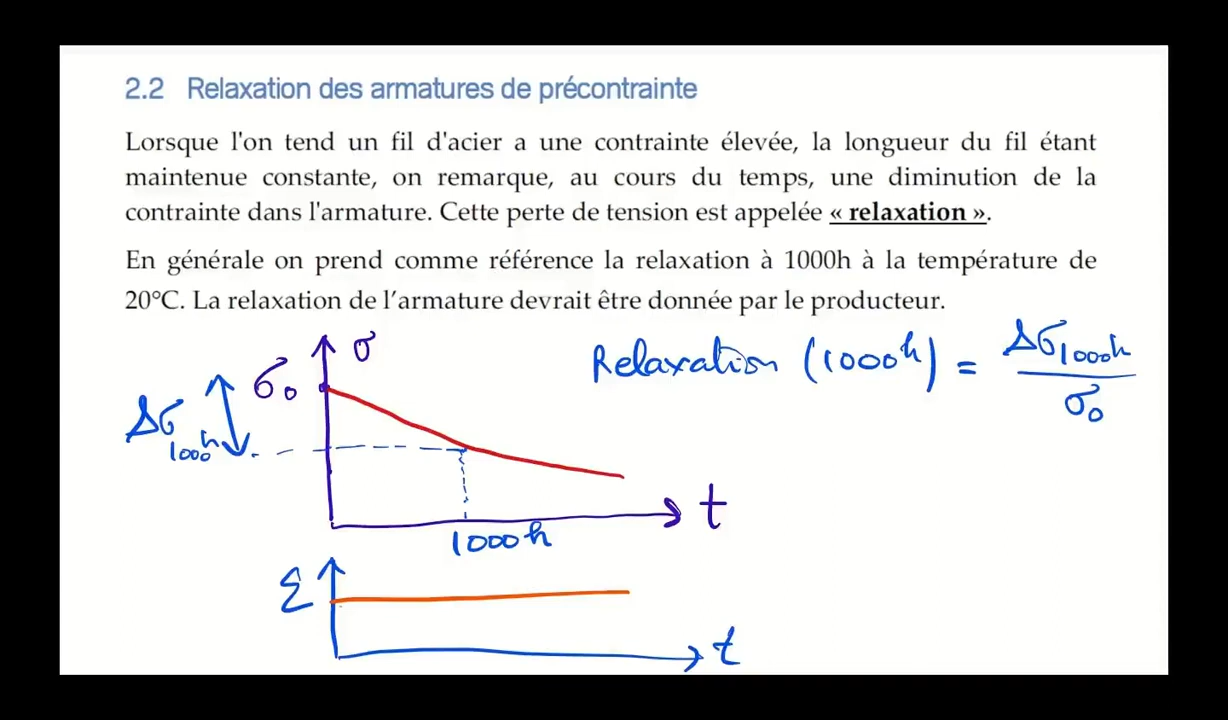 2.2 Relaxation des armatures de précontrainte
Lorsque l'on tend un fil d'acier a une contrainte élevée, la longueur du fil étant
maintenue constante, on remarque, au cours du temps, une diminution de la
contrainte dans l'armature. Cette perte de tension est appelée « relaxation ».
En générale on prend comme référence la relaxation à 1000h à la température de
20°C. La relaxation de l’armature devrait être donnée par le producteur.
σ
σ0
Δσ 1000h
Relaxation (1000h) = Δσ1000h
σ0
t
1000h
Σ
t